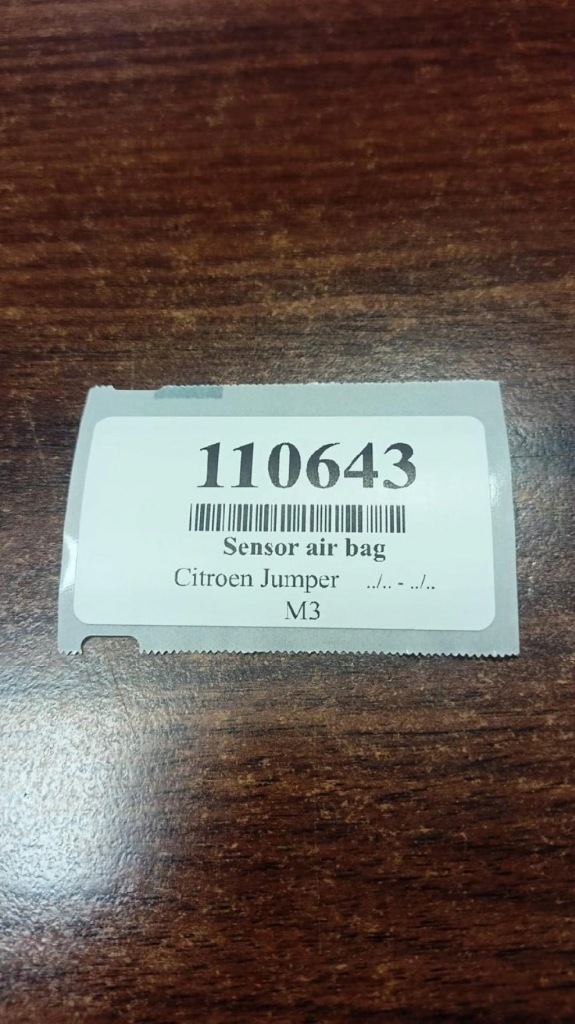 110643
Sensor air bag
Citroen Jumper ../.. - ../..
M3